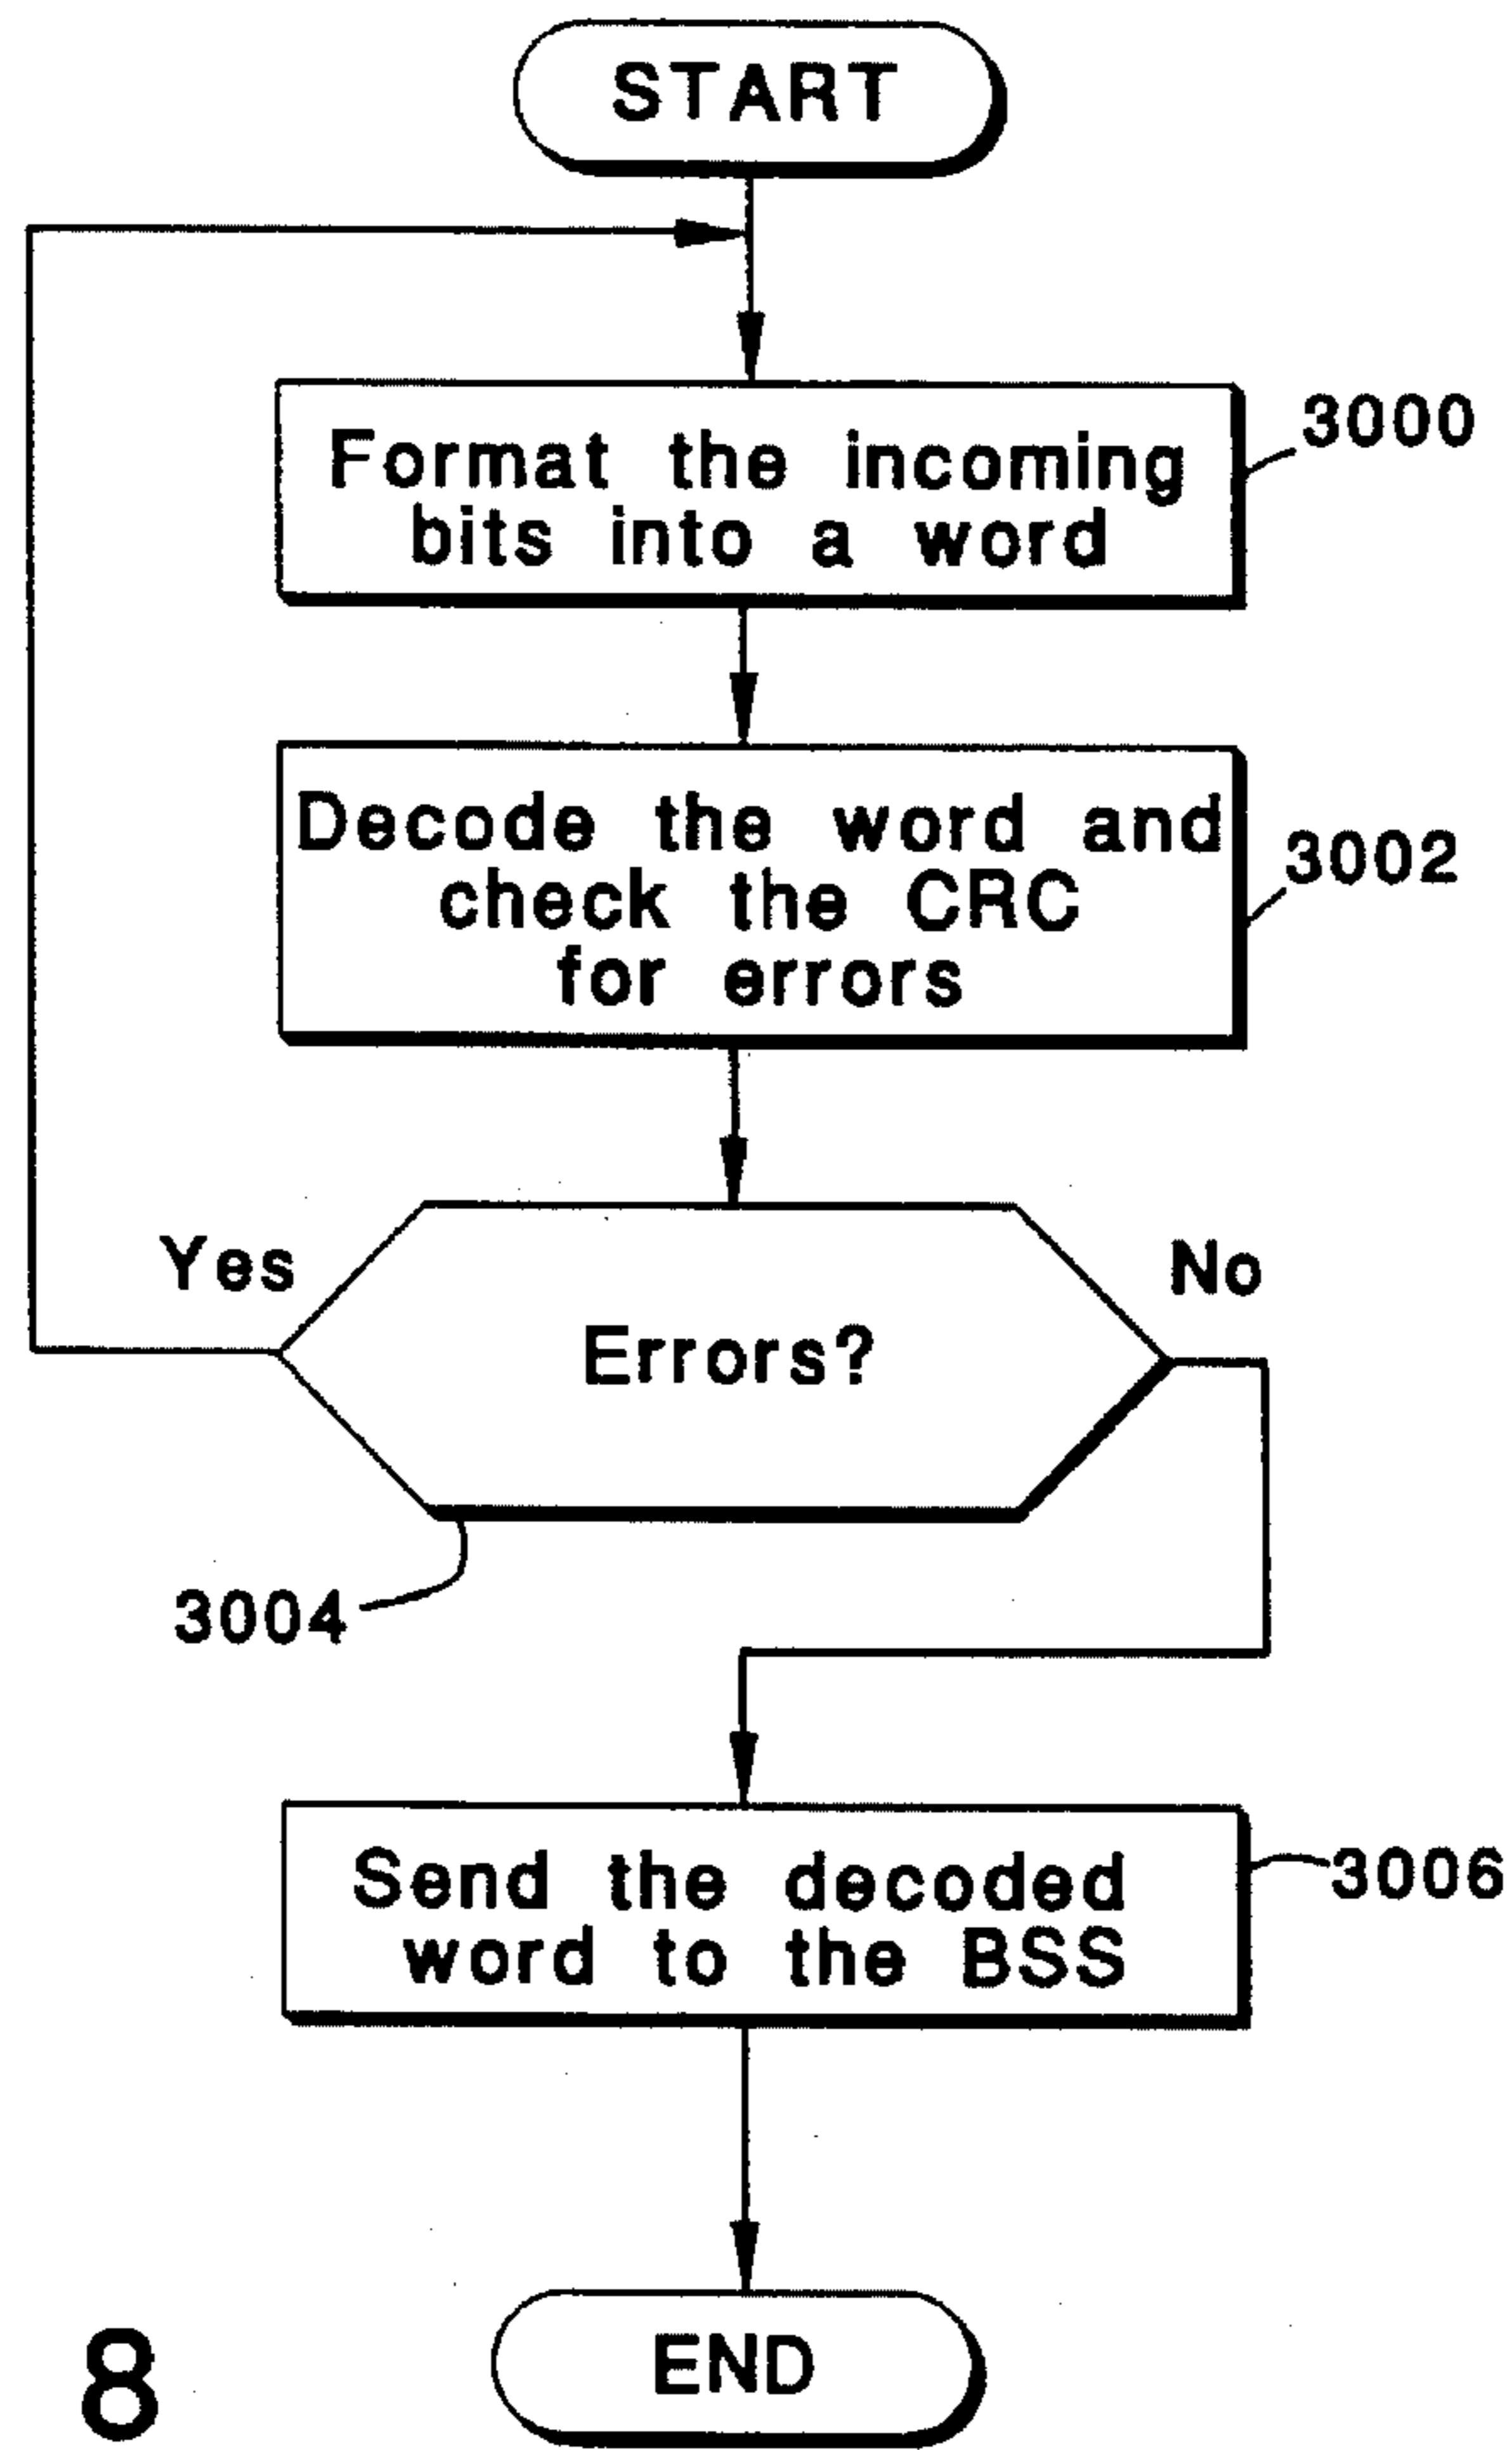 START
Format the incoming
bits into a word
3000
Decode the word and
check the CRC
for errors
3002
Yes
No
Errors?
3004
Send the decoded
word to the BSS
3006
END
8